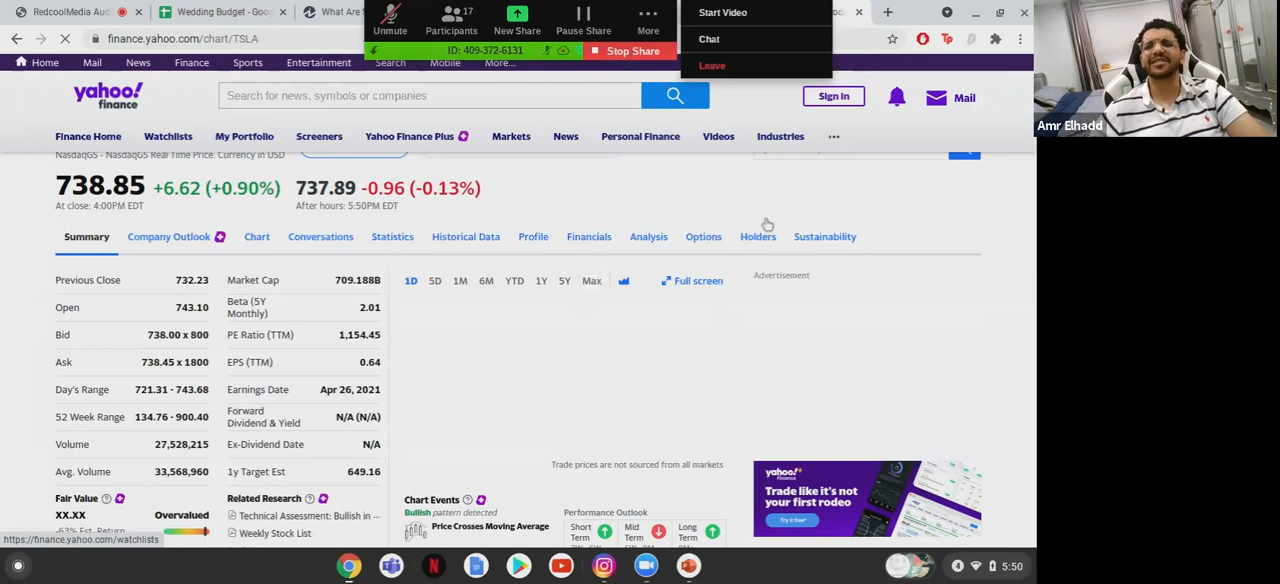 RedcoolMedia Aud
Wedding Budget - Goog
What Are
Unmute
Participants
17
New Share
Pause Share
More
ID: 409-372-6131
Stop Share
Start Video
Chat
Leave
finance.yahoo.com/chart/TSLA
Home Mail News Finance Sports Entertainment Search Mobile More...
yahoo!
finance
Search for news, symbols or companies
Sign In
Mail
Finance Home Watchlists My Portfolio Screeners Yahoo Finance Plus Markets News Personal Finance Videos Industries ...
NasdaqGS - NasdaqGS Real Time Price. Currency in USD
738.85 +6.62 (+0.90%) 737.89 -0.96 (-0.13%)
At close: 4:00PM EDT After hours: 5:50PM EDT
Summary Company Outlook Chart Conversations Statistics Historical Data Profile Financials Analysis Options Holders Sustainability
Previous Close 732.23
Open 743.10
Bid 738.00 x 800
Ask 738.45 x 1800
Day's Range 721.31 - 743.68
52 Week Range 134.76 - 900.40
Volume 27,528,215
Avg. Volume 33,568,960
Market Cap 709.188B
Beta (5Y
Monthly) 2.01
PE Ratio (TTM) 1,154.45
EPS (TTM) 0.64
Earnings Date Apr 26, 2021
Forward
Dividend & Yield N/A (N/A)
Ex-Dividend Date N/A
1y Target Est 649.16
1D 5D 1M 6M YTD 1Y 5Y Max Full screen
Advertisement
Trade prices are not sourced from all markets
Fair Value
XX.XX Overvalued
-63% Est. Return
Related Research
Technical Assessment: Bullish in ...
Weekly Stock List
Chart Events
Bullish pattern detected
Price Crosses Moving Average
Performance Outlook
Short
Term
Mid
Term
Long
Term
yahoo!
finance
Trade like it's not
your first rodeo
Try it free*
https://finance.yahoo.com/watchlists
4 5:50
Amr Elhadd